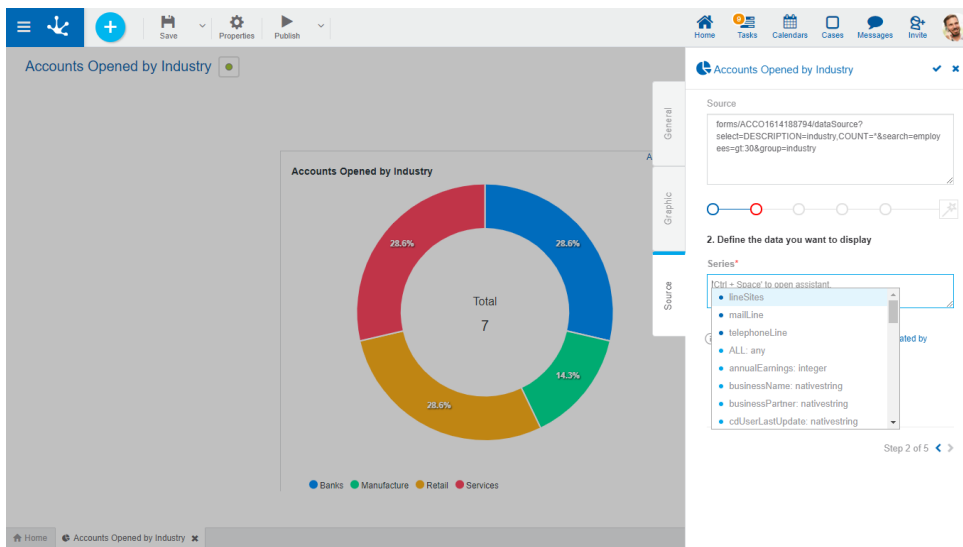 Save
Properties
Publish
Home
Tasks
Calendars
Cases
Messages
Invite
Accounts Opened by Industry
Accounts Opened by Industry
A
Accounts Opened by Industry
28.6%
28.6%
Total
7
14.3%
28.6%
Banks
Manufacture
Retail
Services
General
Graphic
Source
Source
forms/ACCO1614188794/dataSource?
select=DESCRIPTION=industry,COUNT=*&search=employ
ees=gt:30&group=industry
2. Define the data you want to display
Series*
'Ctrl + Space' to open assistant.
lineSites
mailLine
telephoneLine
ated by
ALL: any
annualEarnings: integer
businessName: nativestring
businessPartner: nativestring
cdUserLastUpdate: nativestring
Step 2 of 5
Home
Accounts Opened by Industry